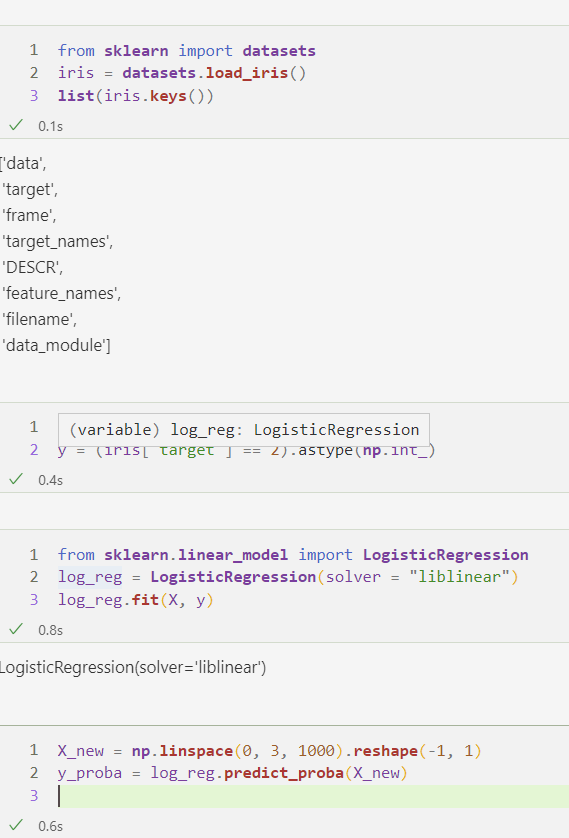 1 from sklearn import datasets
2 iris = datasets.load_iris()
3 list(iris.keys())
✓ 0.1s
['data',
'target',
'frame',
'target_names',
'DESCR',
'feature_names',
'filename',
'data_module']
1 (variable) log_reg: LogisticRegression
2 y = (iris["target"] == 2).astype(np.int_)
✓ 0.4s
1 from sklearn.linear_model import LogisticRegression
2 log_reg = LogisticRegression(solver = "liblinear")
3 log_reg.fit(X, y)
✓ 0.8s
LogisticRegression(solver='liblinear')
1 X_new = np.linspace(0, 3, 1000).reshape(-1, 1)
2 y_proba = log_reg.predict_proba(X_new)
3
✓ 0.6s